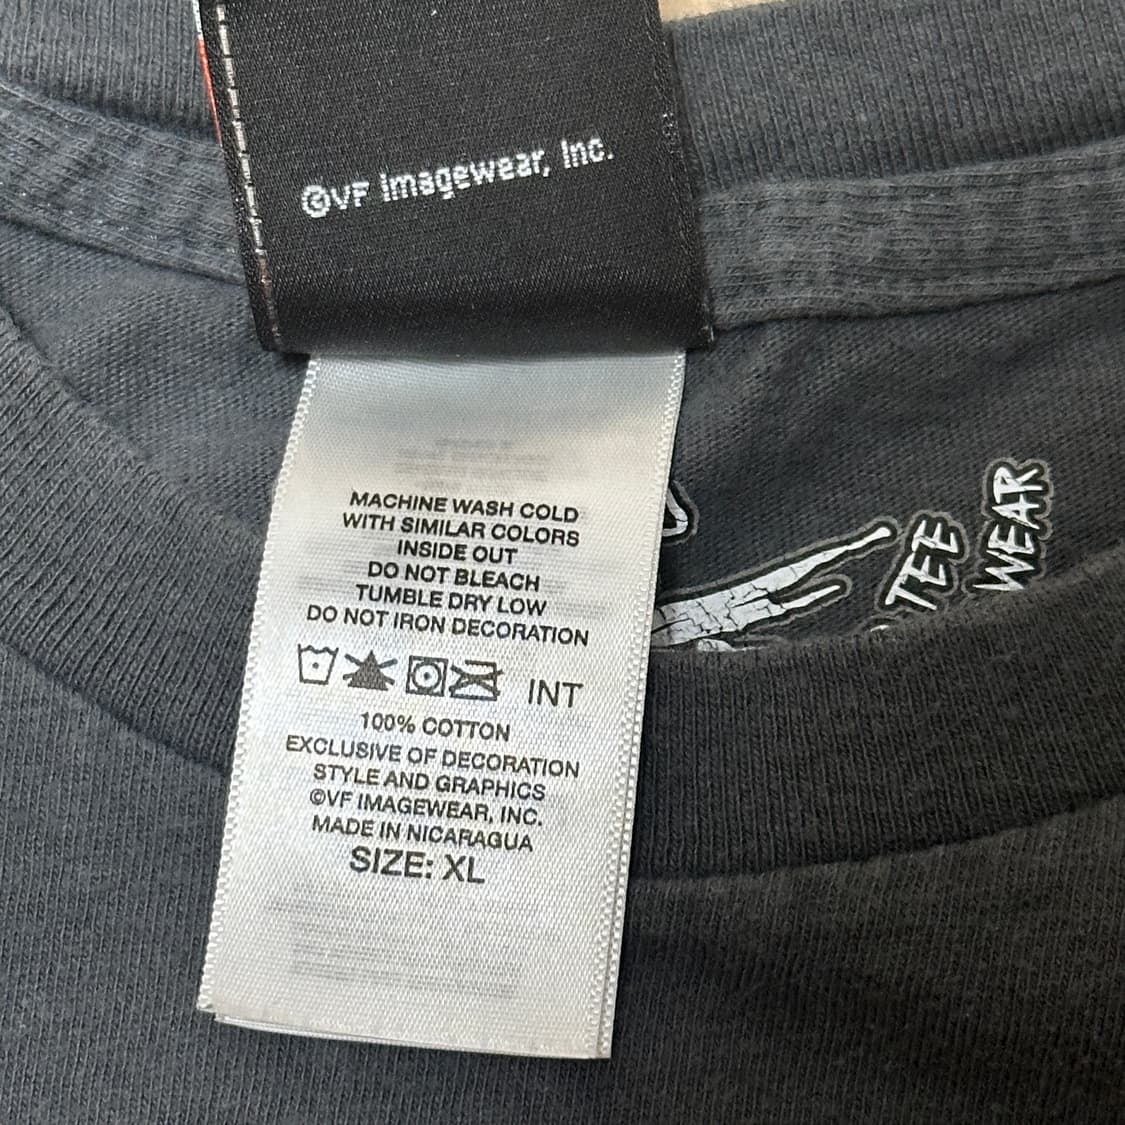 ©VF Imagewear, Inc.
MACHINE WASH COLD
WITH SIMILAR COLORS
INSIDE OUT
DO NOT BLEACH
TUMBLE DRY LOW
DO NOT IRON DECORATION
INT
100% COTTON
EXCLUSIVE OF DECORATION
STYLE AND GRAPHICS
©VF IMAGEWEAR, INC.
MADE IN NICARAGUA
SIZE: XL
TEE
WEAR